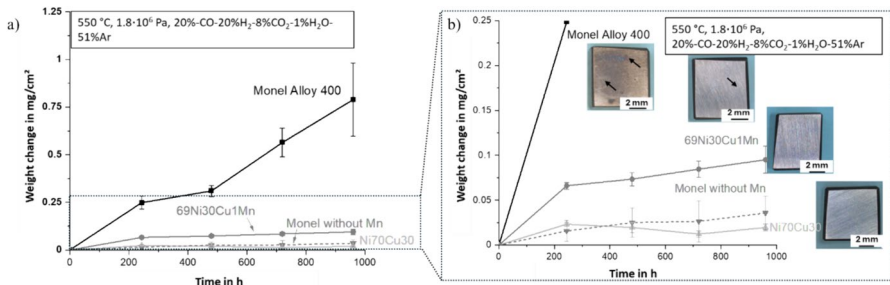 a)
550 °C, 1.8·10⁶ Pa, 20%-CO-20%H₂-8%CO₂-1%H₂O-
51%Ar
Weight change in mg/cm²
1.25
1
0.75
0.5
0.25
0
Monel Alloy 400
69Ni30Cu1Mn
Monel without Mn
Ni70Cu30
0
200
400
600
800
1000
Time in h
b)
550 °C, 1.8·10⁶ Pa,
20%-CO-20%H₂-8%CO₂-1%H₂O-51%Ar
Weight change in mg/cm²
0.25
0.2
0.15
0.1
0.05
0
Monel Alloy 400
2 mm
2 mm
2 mm
2 mm
69Ni30Cu1Mn
Monel without Mn
Ni70Cu30
0
200
400
600
800
1000
Time in h